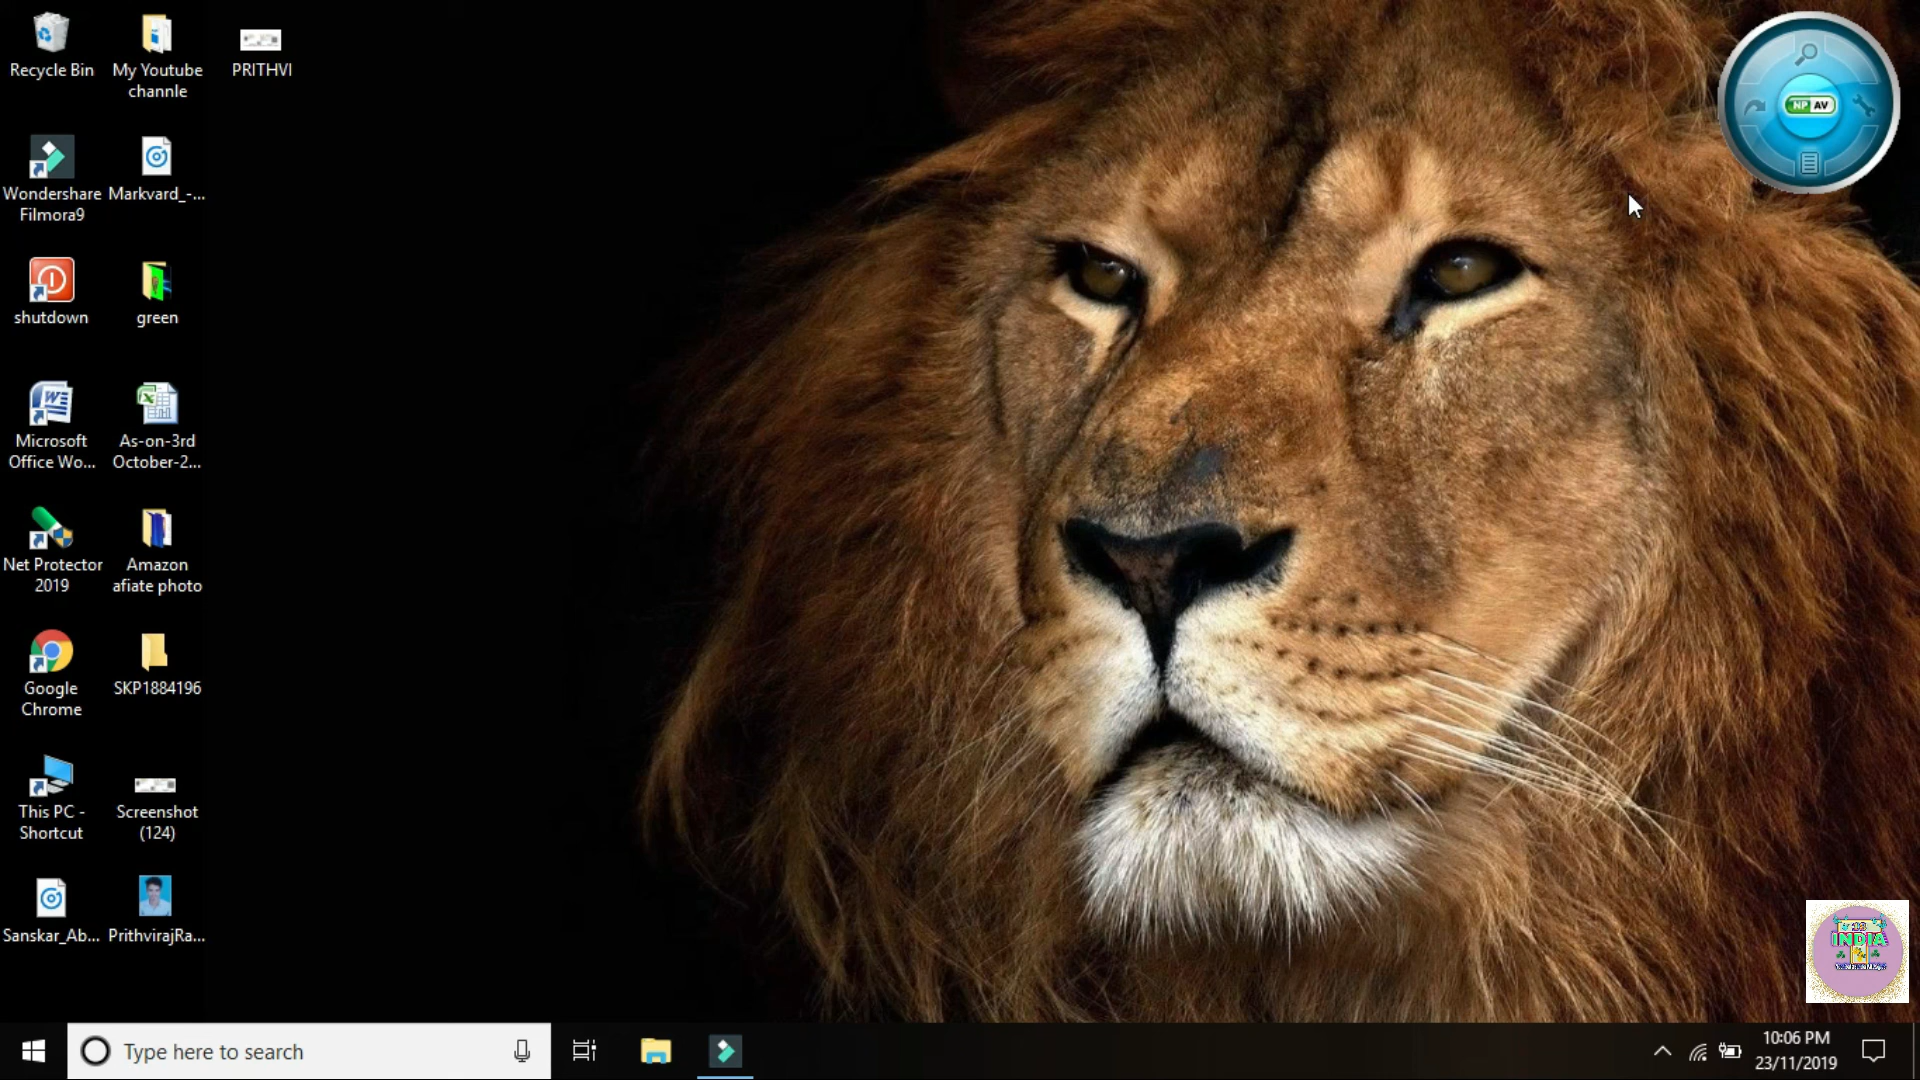 Recycle Bin
My Youtube
channle
PRITHVI
Wondershare
Filmora9
Markvard_-...
shutdown
green
Microsoft
Office Wo...
As-on-3rd
October-2...
Net Protector
2019
Amazon
afiate photo
Google
Chrome
SKP1884196
This PC -
Shortcut
Screenshot
(124)
Sanskar_Ab...
PrithvirajRa...
NP AV
INDIA
Type here to search
10:06 PM
23/11/2019